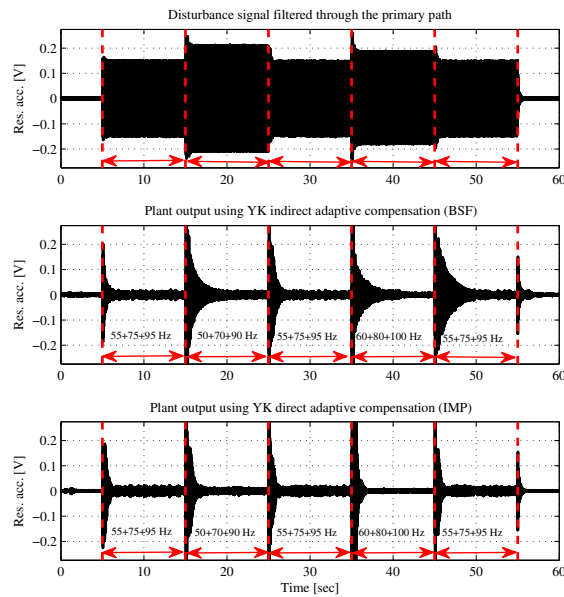 Disturbance signal filtered through the primary path
Res. acc. [V]
0.2
0.1
0
−0.1
−0.2
0 10 20 30 40 50 60
Plant output using YK indirect adaptive compensation (BSF)
Res. acc. [V]
0.2
0.1
0
−0.1
−0.2
55+75+95 Hz 50+70+90 Hz 55+75+95 Hz 60+80+100 Hz 55+75+95 Hz
0 10 20 30 40 50 60
Plant output using YK direct adaptive compensation (IMP)
Res. acc. [V]
0.2
0.1
0
−0.1
−0.2
55+75+95 Hz 50+70+90 Hz 55+75+95 Hz 60+80+100 Hz 55+75+95 Hz
0 10 20 30 40 50 60
Time [sec]